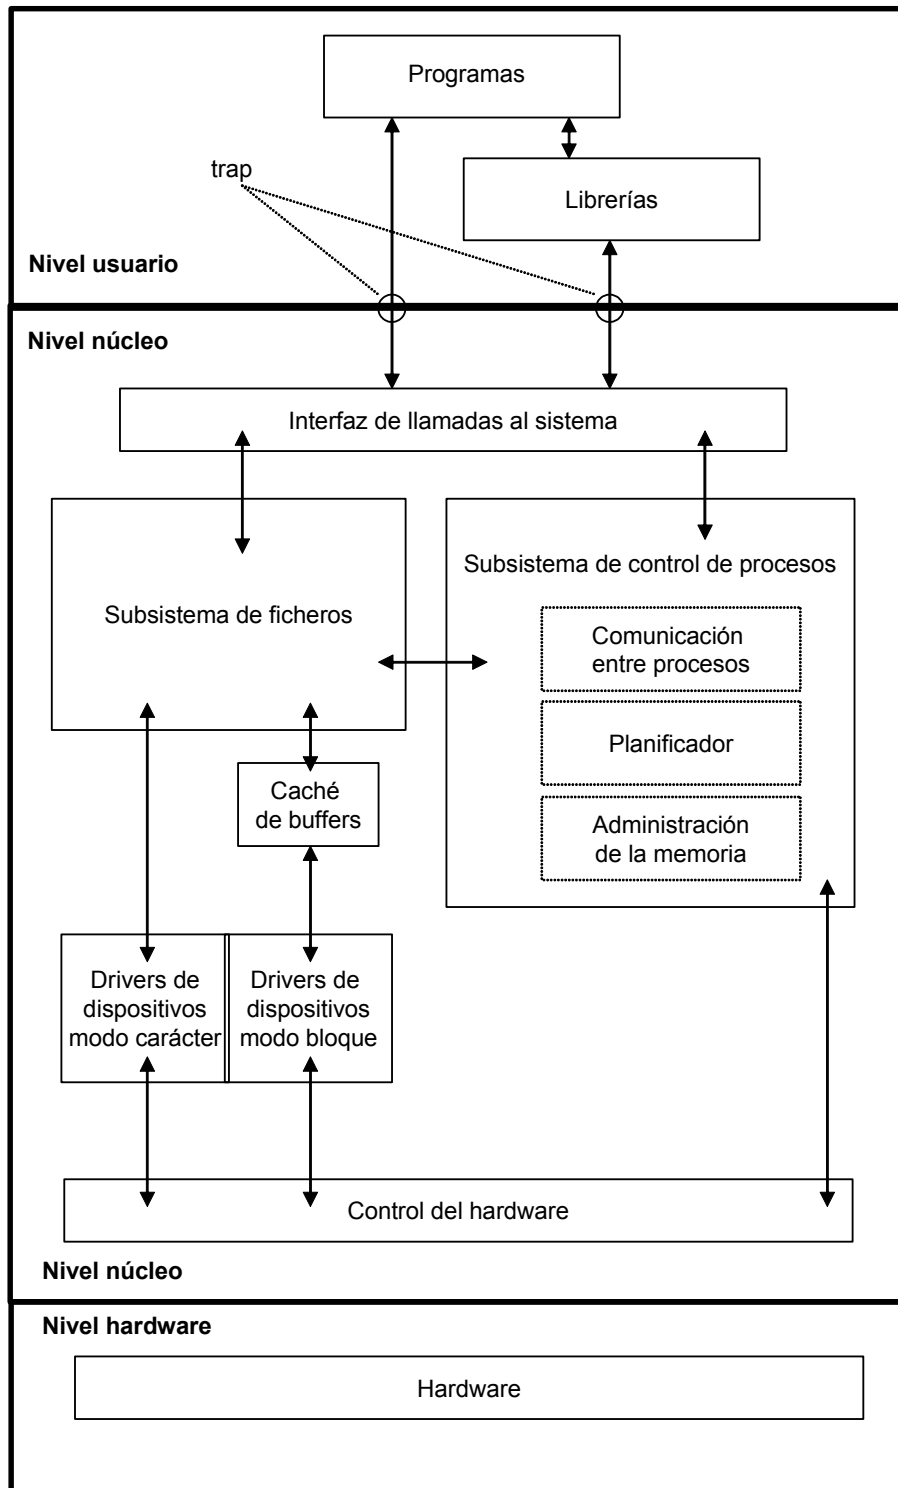 Programas
trap
Librerías
Nivel usuario
Nivel núcleo
Interfaz de llamadas al sistema
Subsistema de ficheros
Subsistema de control de procesos
Comunicación
entre procesos
Planificador
Administración
de la memoria
Caché
de buffers
Drivers de
dispositivos
modo carácter
Drivers de
dispositivos
modo bloque
Control del hardware
Nivel núcleo
Nivel hardware
Hardware